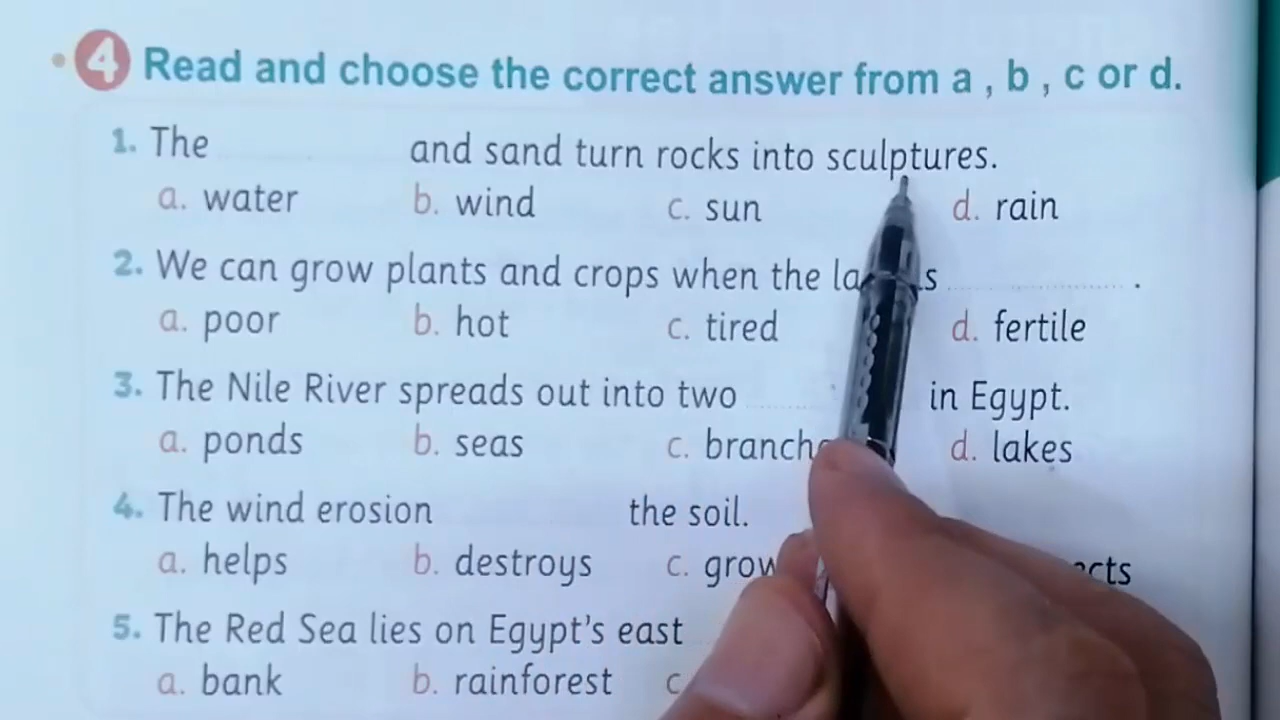 4 Read and choose the correct answer from a , b , c or d.
1. The and sand turn rocks into sculptures.
a. water b. wind c. sun d. rain
2. We can grow plants and crops when the .
a. poor b. hot c. tired d. fertile
3. The Nile River spreads out into two in Egypt.
a. ponds b. seas c. d. lakes
4. The wind erosion the soil.
a. helps b. destroys c.
5. The Red Sea lies on Egypt's east
a. bank b. rainforest c